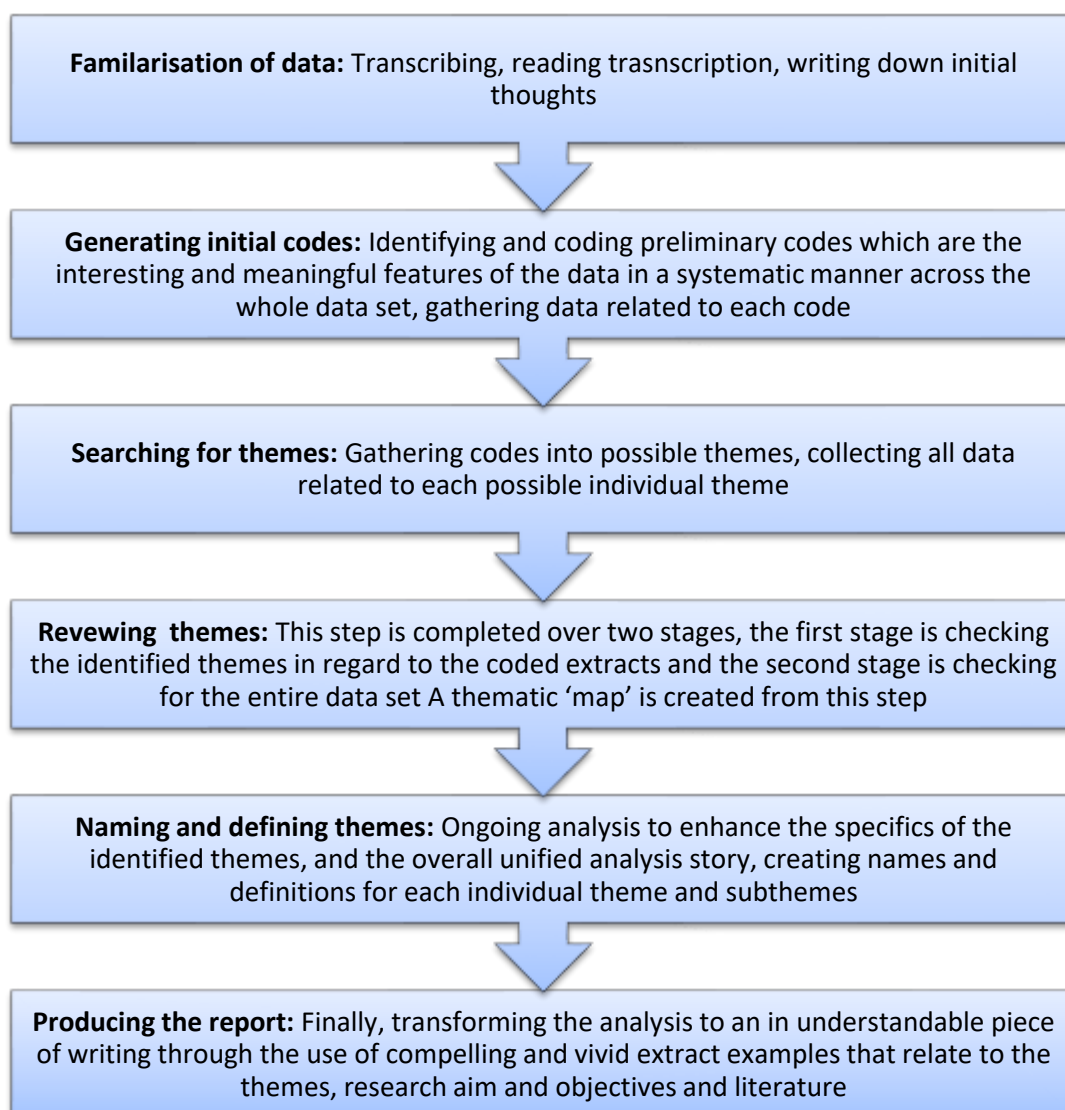 Familarisation of data: Transcribing, reading trasnscription, writing down initial
thoughts
Generating initial codes: Identifying and coding preliminary codes which are the
interesting and meaningful features of the data in a systematic manner across the
whole data set, gathering data related to each code
Searching for themes: Gathering codes into possible themes, collecting all data
related to each possible individual theme
Revewing  themes: This step is completed over two stages, the first stage is checking
the identified themes in regard to the coded extracts and the second stage is checking
for the entire data set A thematic ‘map’ is created from this step
Naming and defining themes: Ongoing analysis to enhance the specifics of the
identified themes, and the overall unified analysis story, creating names and
definitions for each individual theme and subthemes
Producing the report: Finally, transforming the analysis to an in understandable piece
of writing through the use of compelling and vivid extract examples that relate to the
themes, research aim and objectives and literature